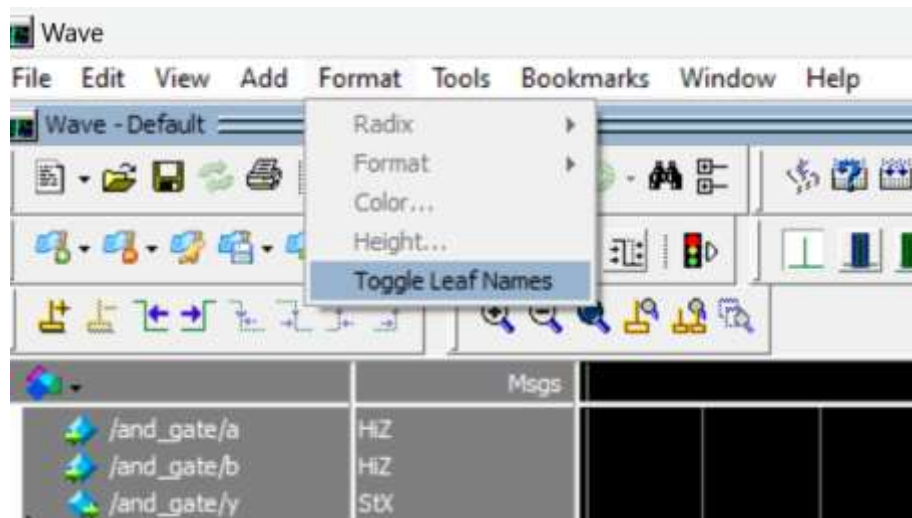 Wave
File Edit View Add Format Tools Bookmarks Window Help
Wave - Default
Radix
Format
Color...
Height...
Toggle Leaf Names
Msgs
/and_gate/a HiZ
/and_gate/b HiZ
/and_gate/y StX